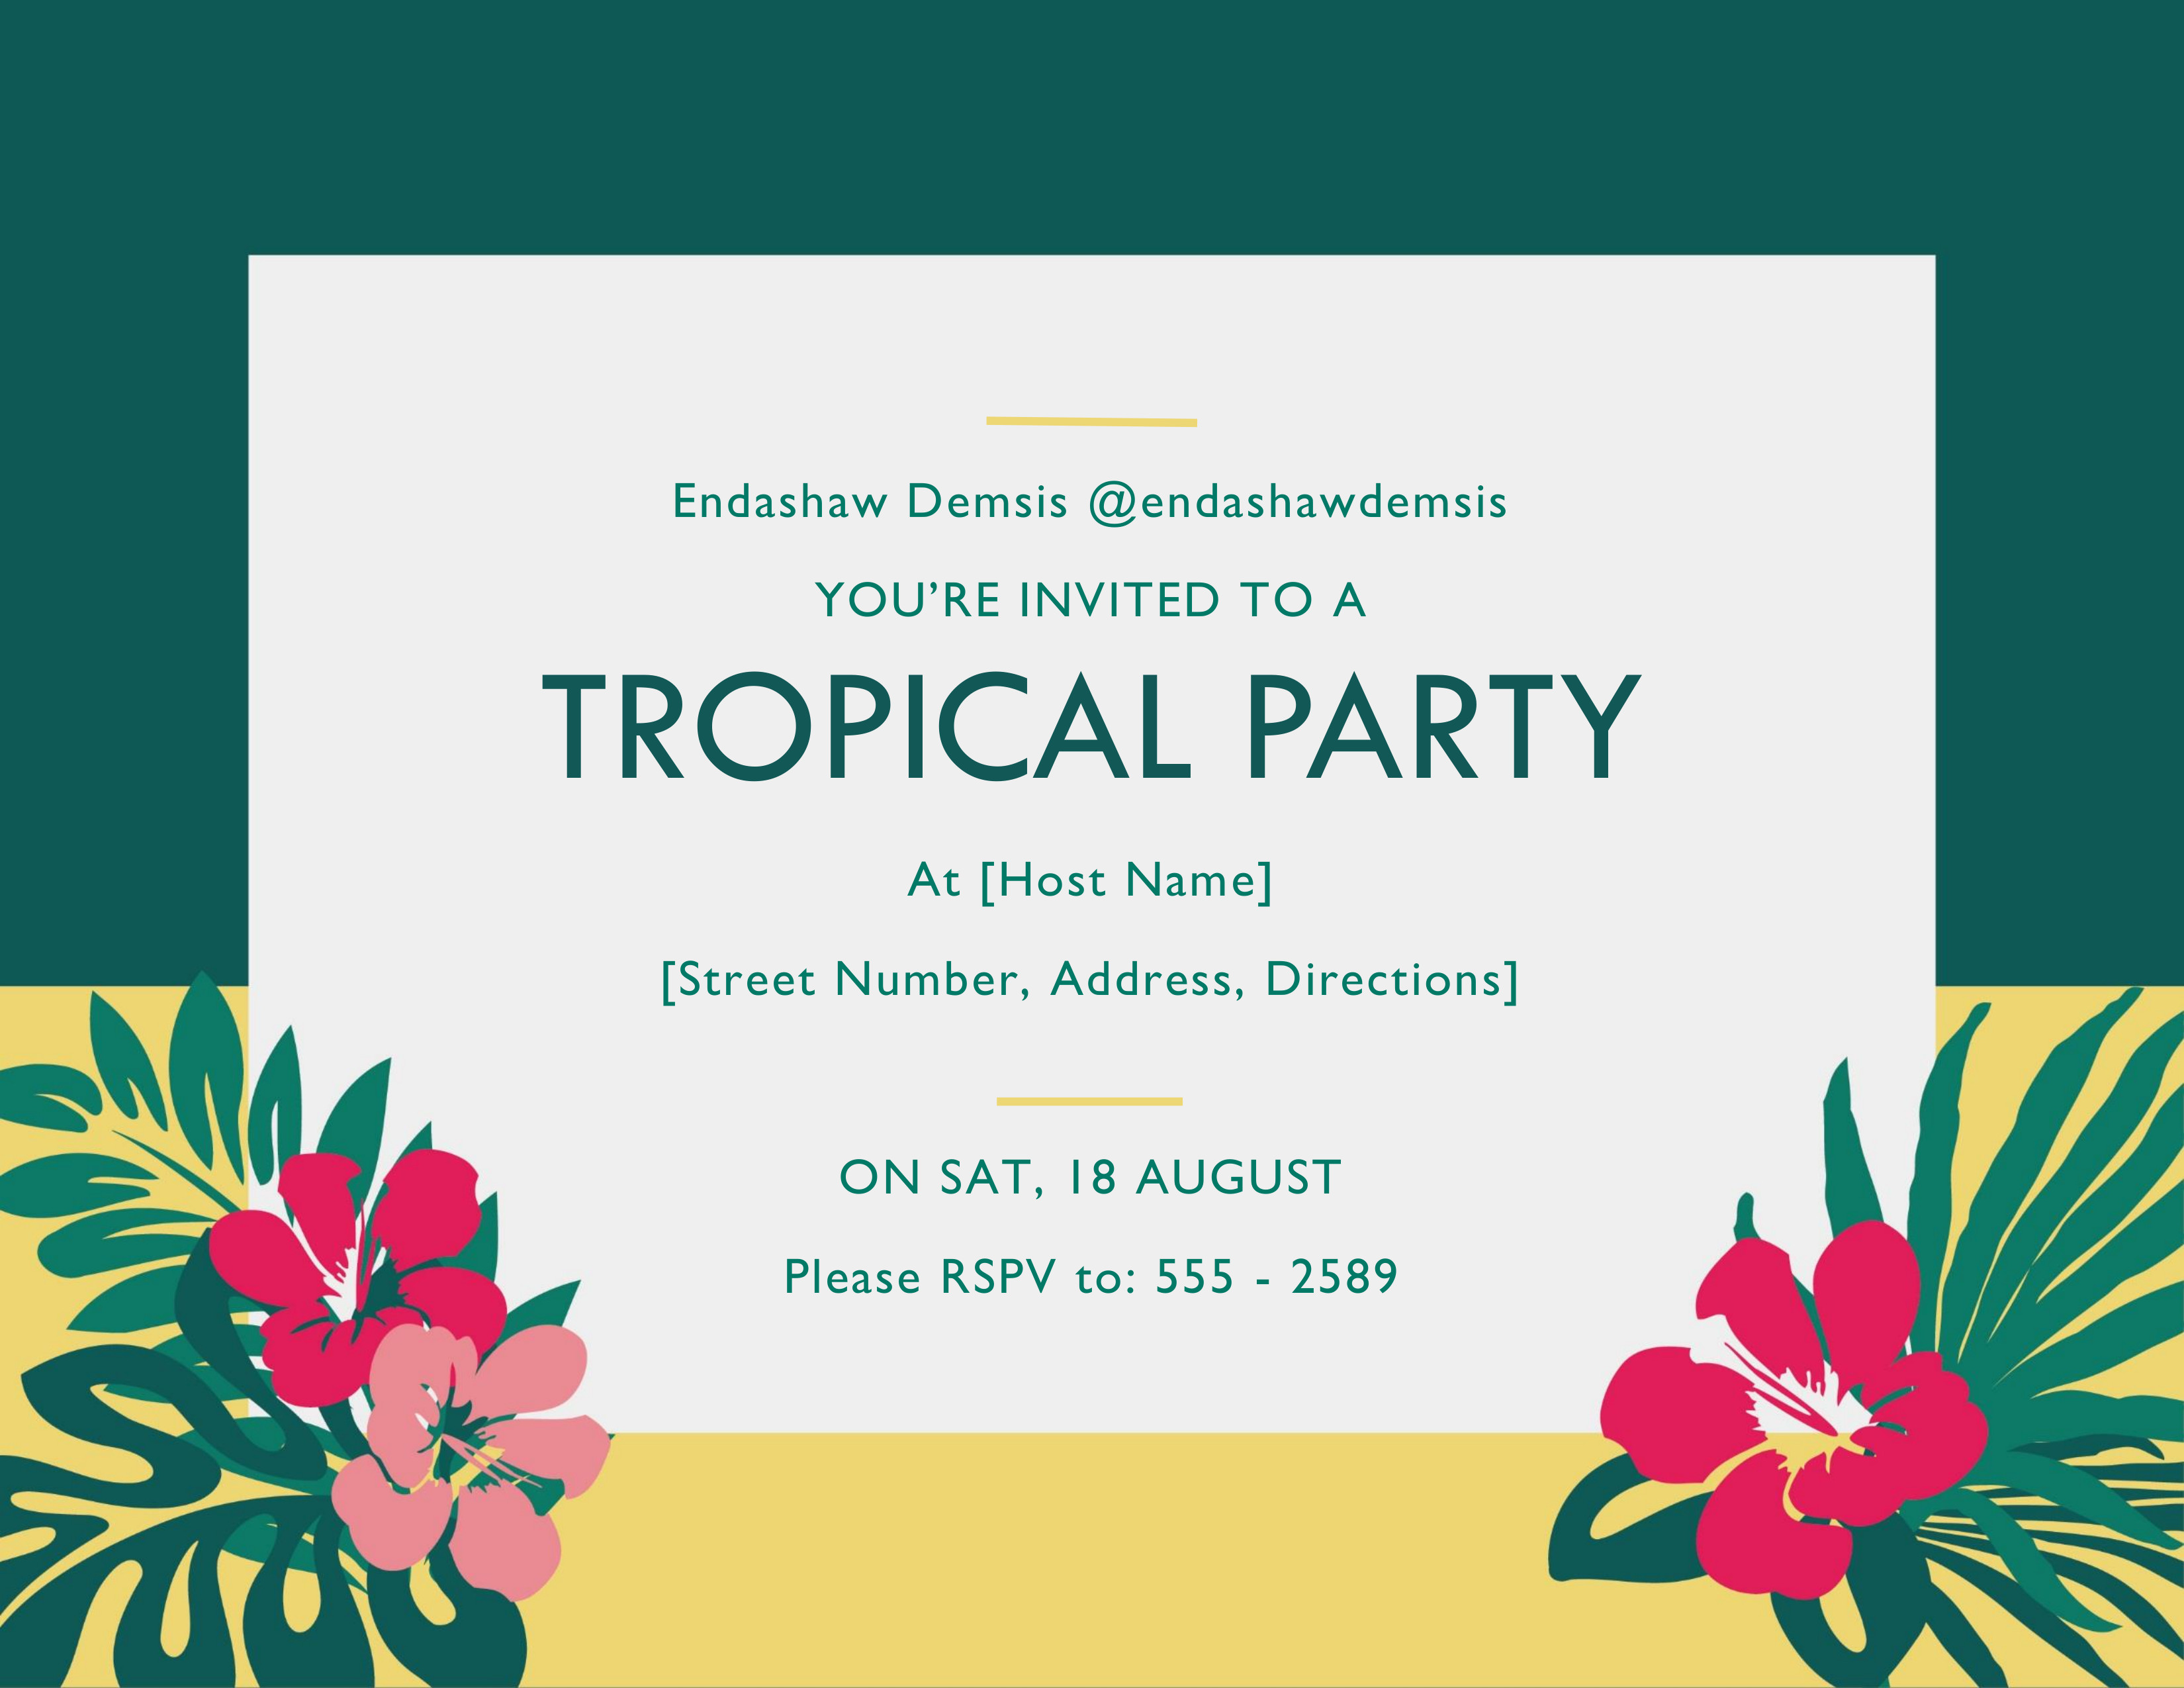 Endashaw Demsis @endashawdemsis
YOU’RE INVITED TO A
TROPICAL PARTY
At [Host Name]
[Street Number, Address, Directions]
ON SAT, 18 AUGUST
Please RSPV to: 555 - 2589